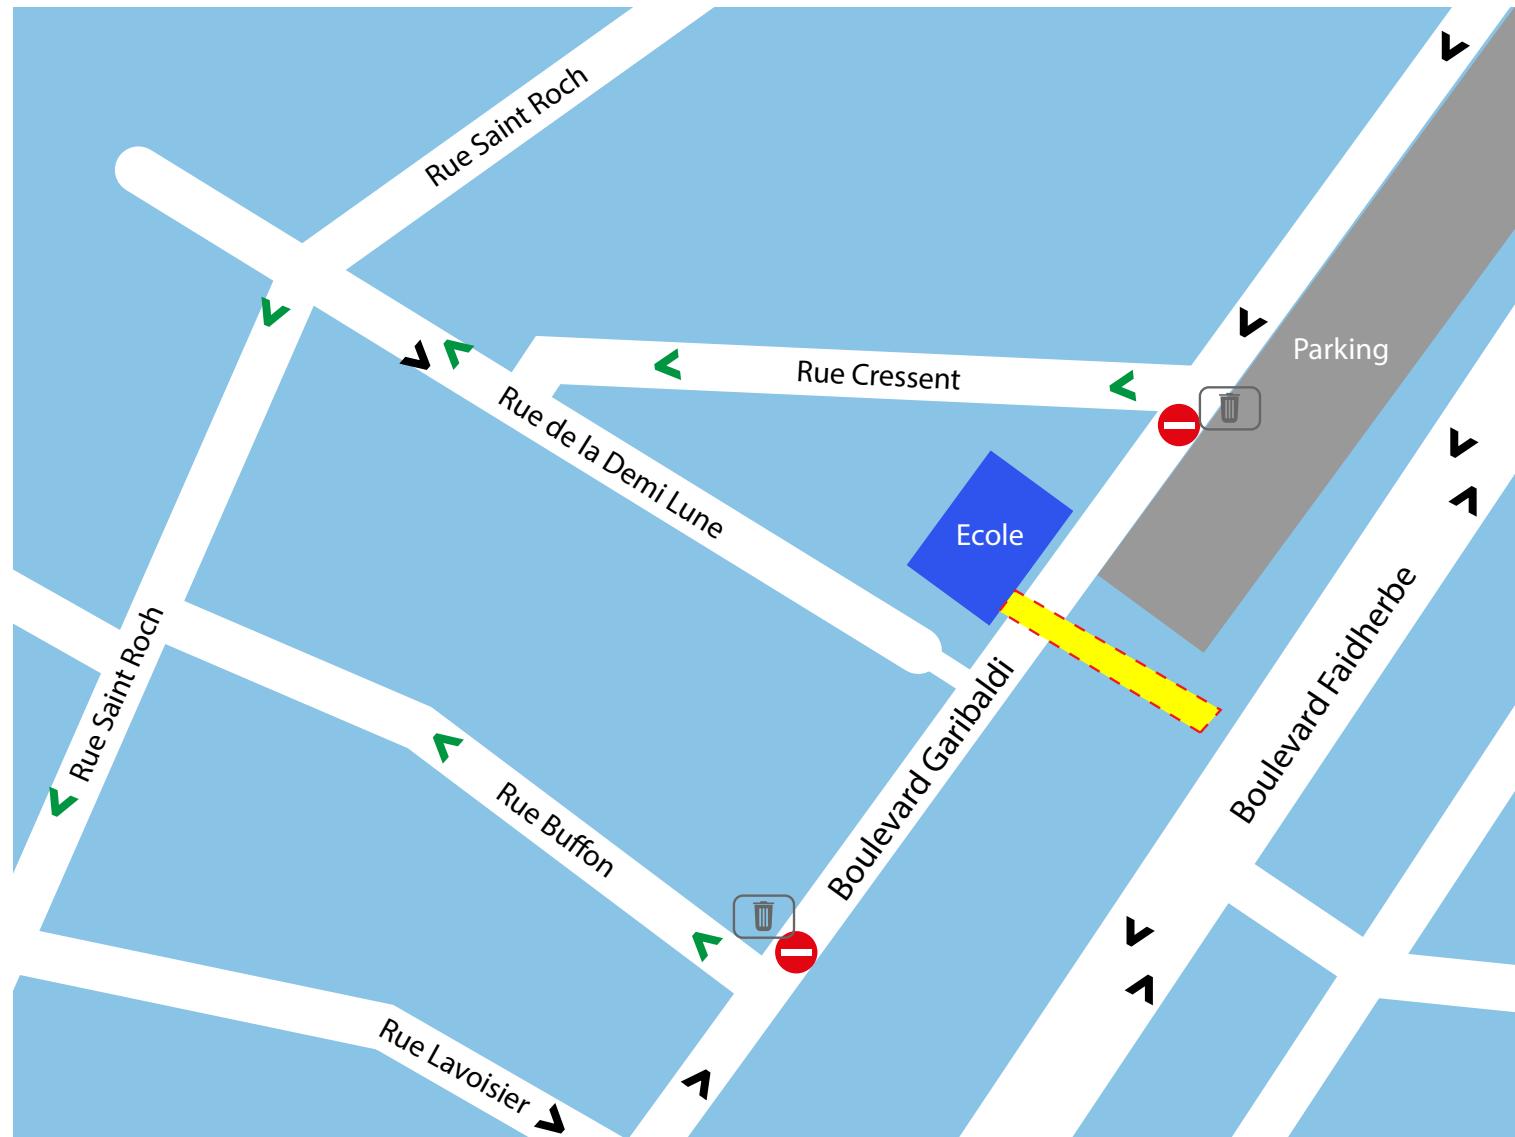 Rue Saint Roch
Parking
Rue Cressent
Rue de la Demi Lune
Ecole
Boulevard Faidherbe
Rue Saint Roch
Boulevard Garibaldi
Rue Buffon
Rue Lavoisier